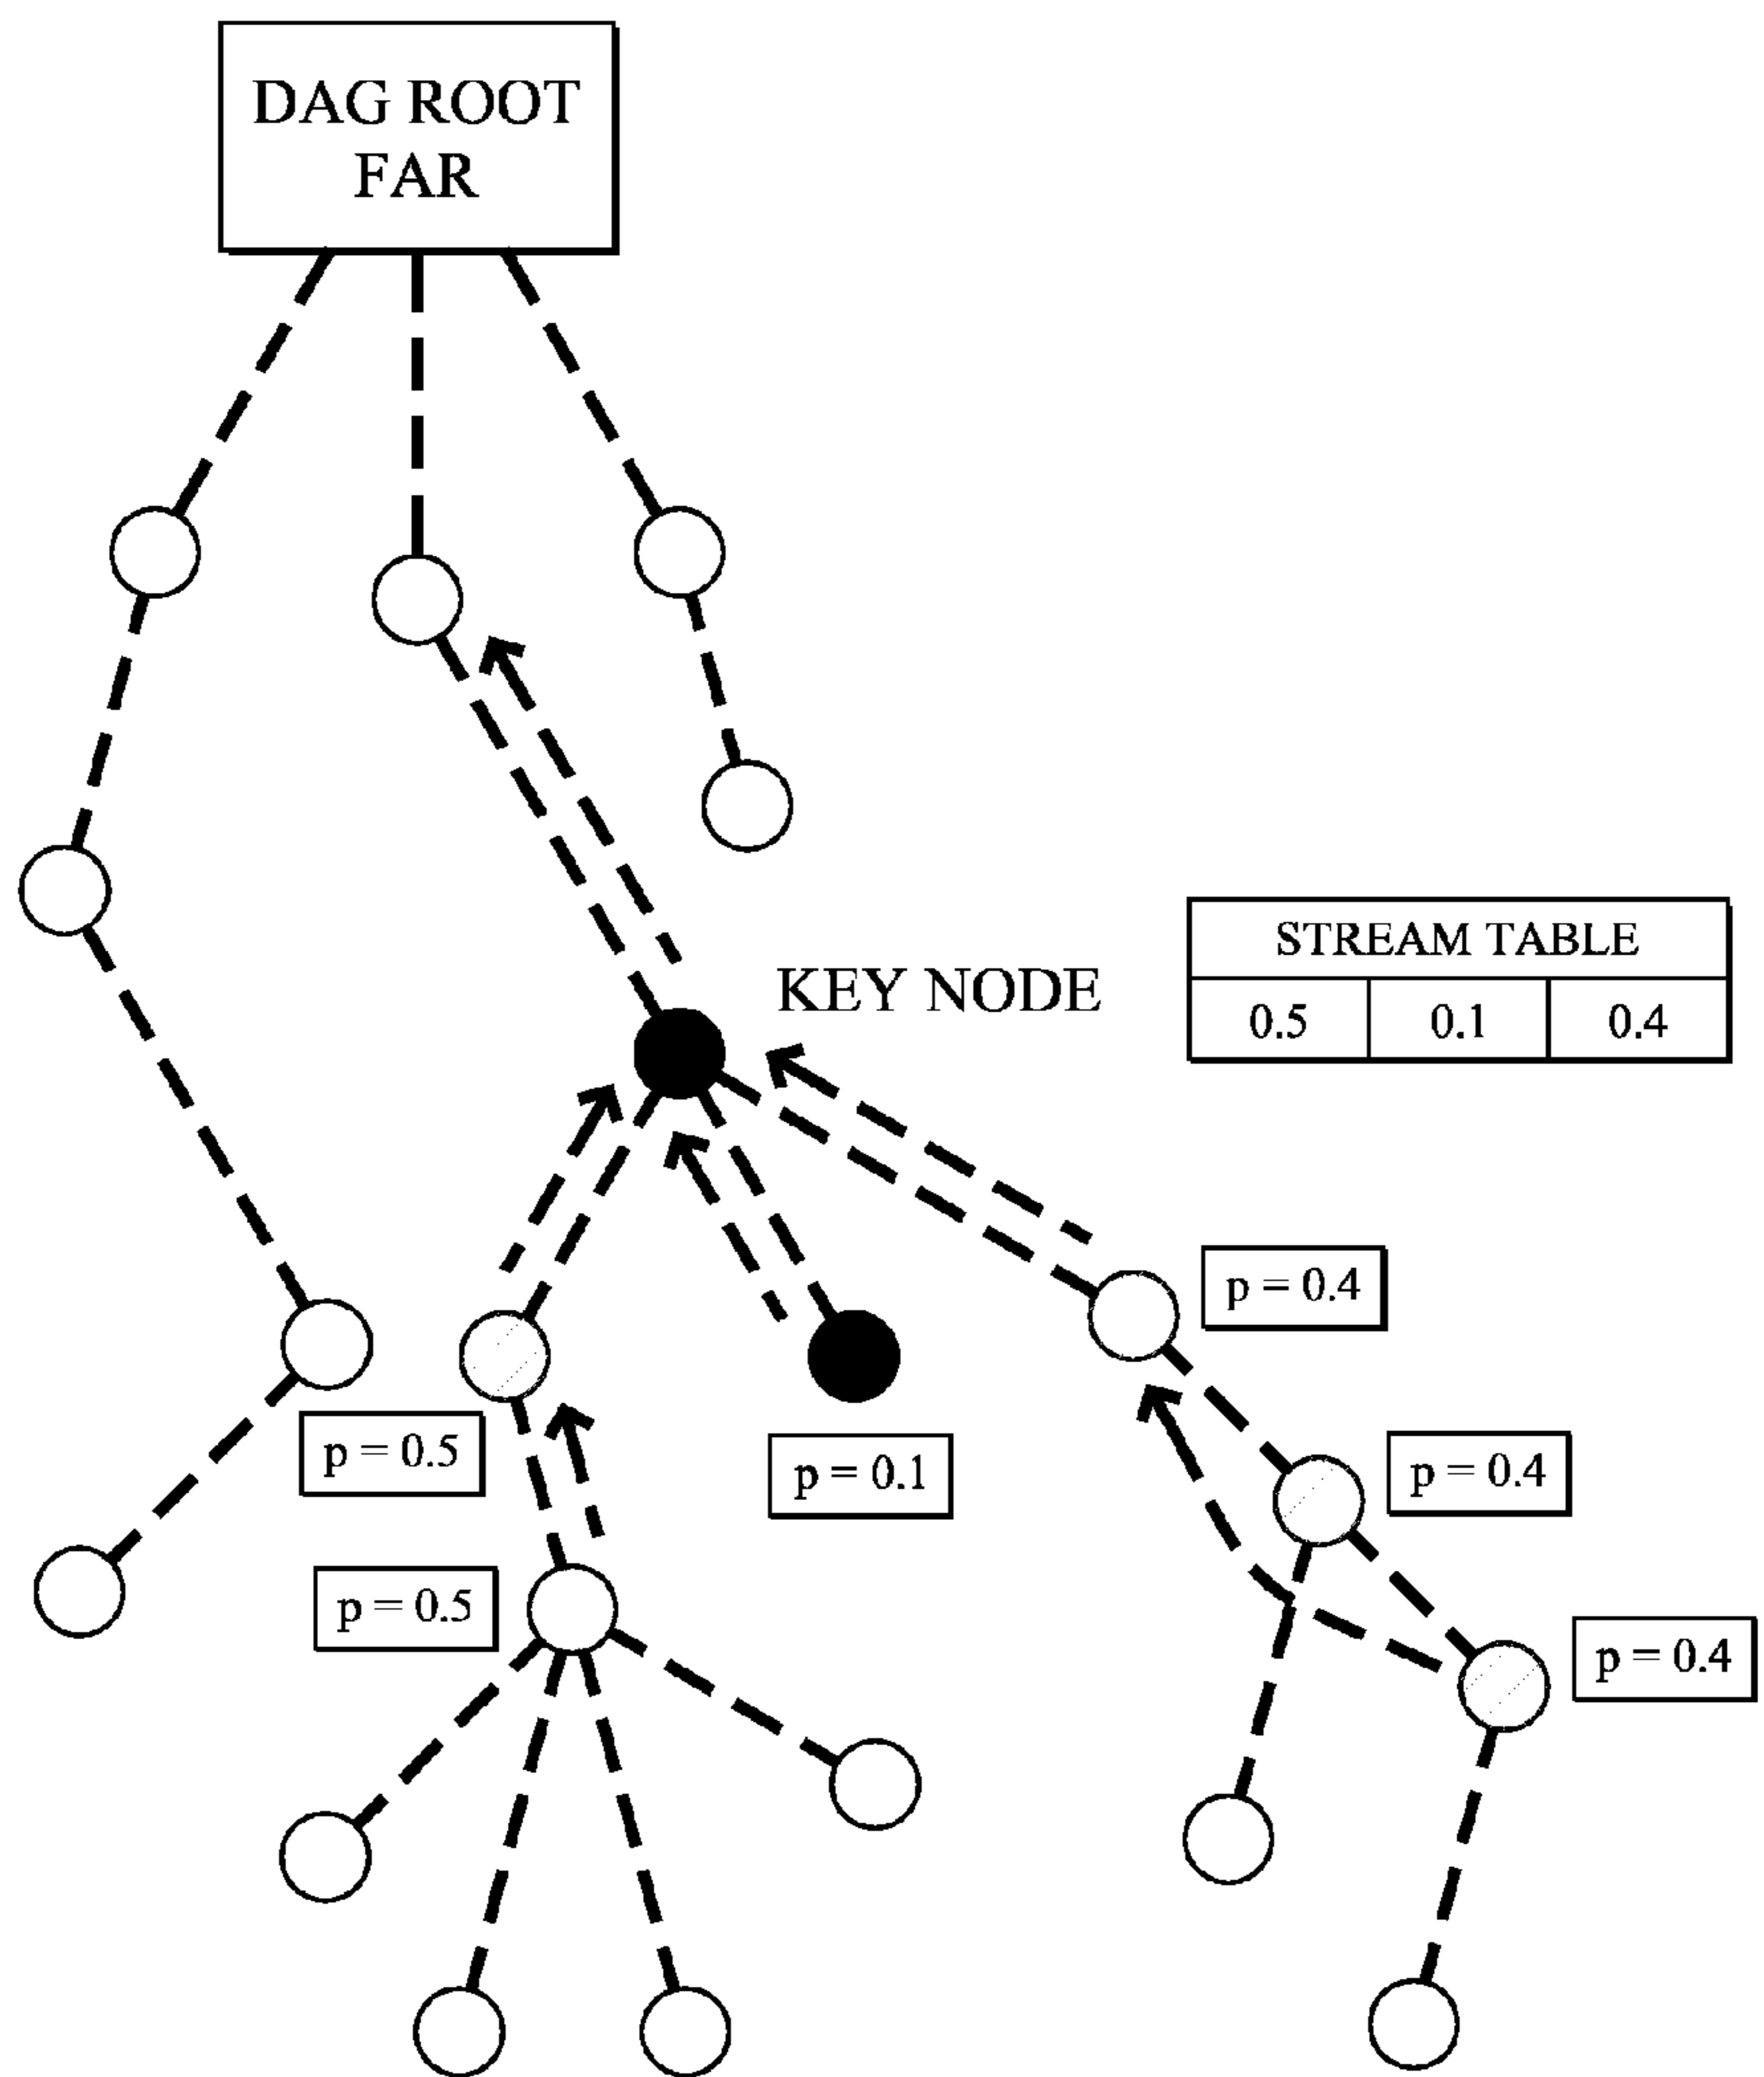 DAG ROOT
FAR
STREAM TABLE
KEY NODE
0.5 0.1 0.4
p = 0.4
p = 0.5
p = 0.1
p = 0.4
p = 0.5
p = 0.4